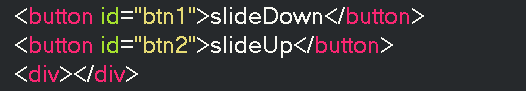 <button id="btn1">slideDown</button>
<button id="btn2">slideUp</button>
<div></div>